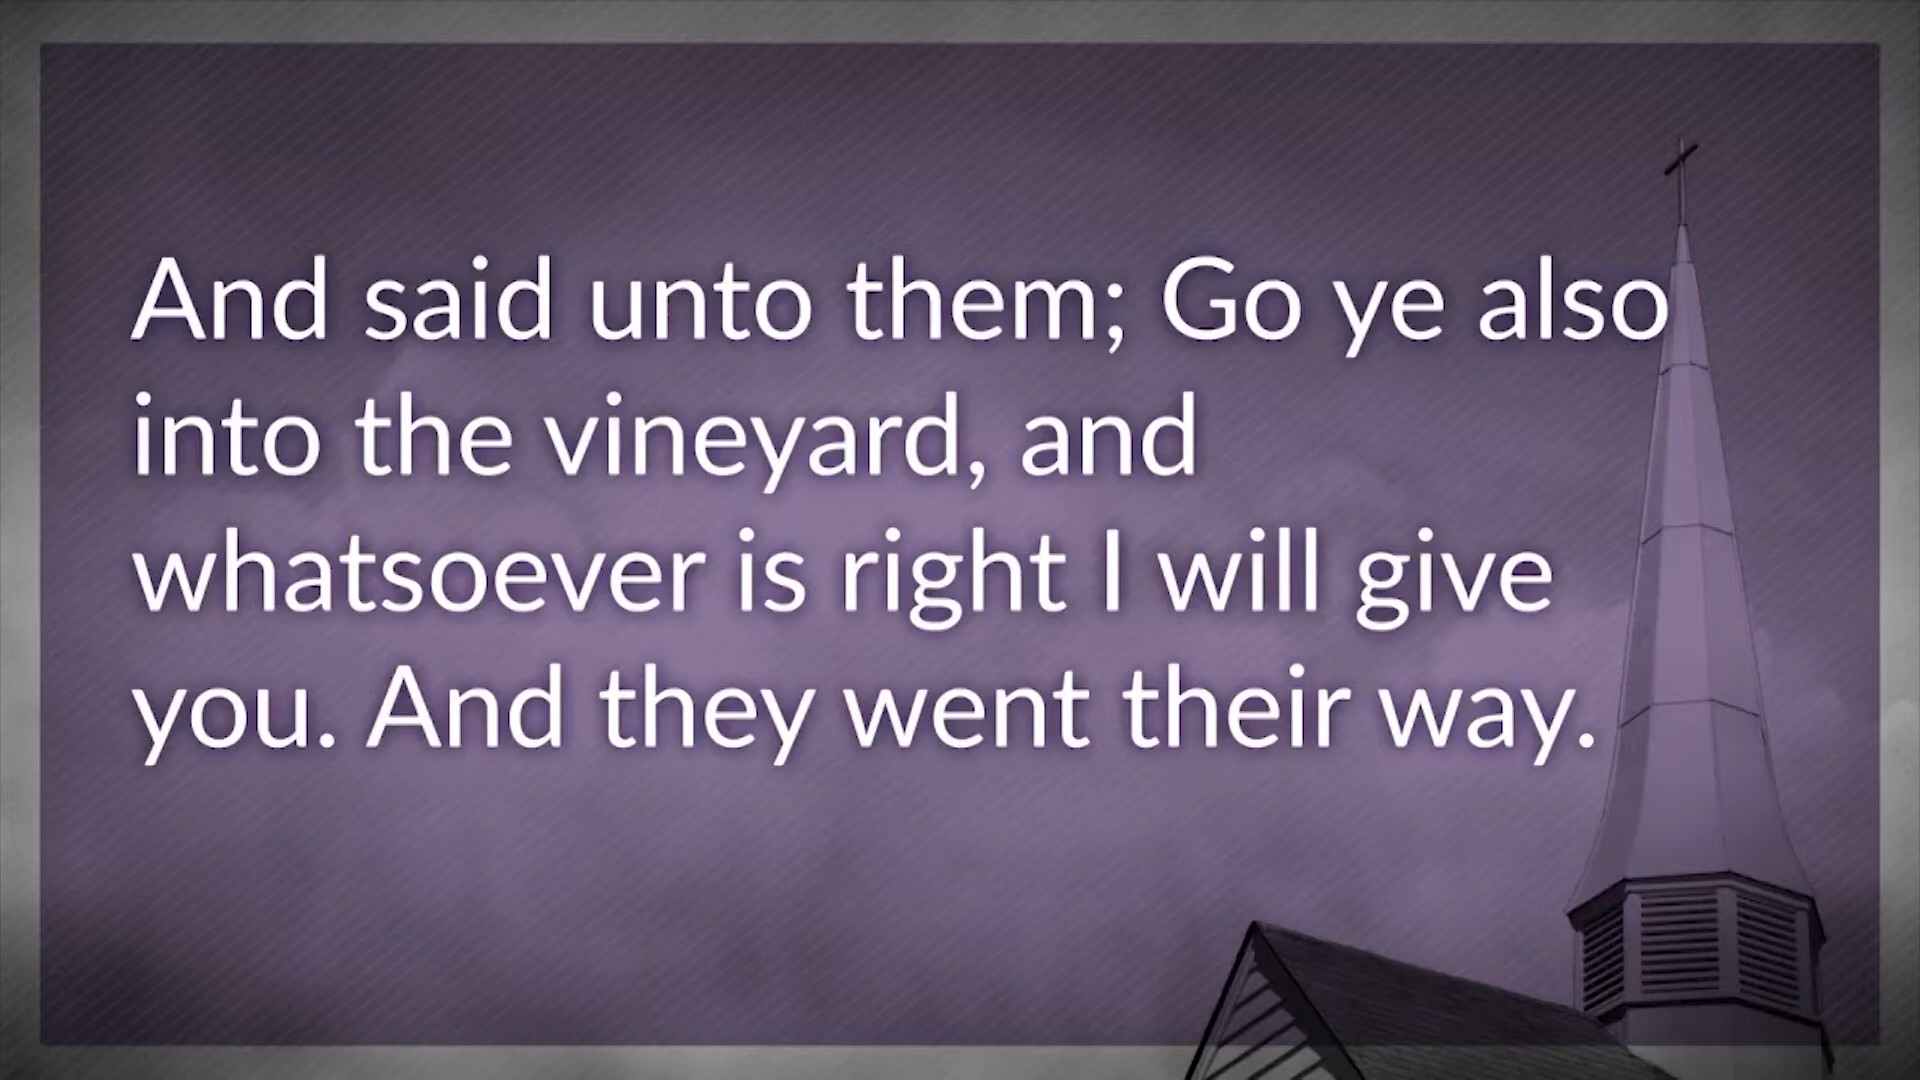 And said unto them; Go ye also
into the vineyard, and
whatsoever is right I will give
you. And they went their way.